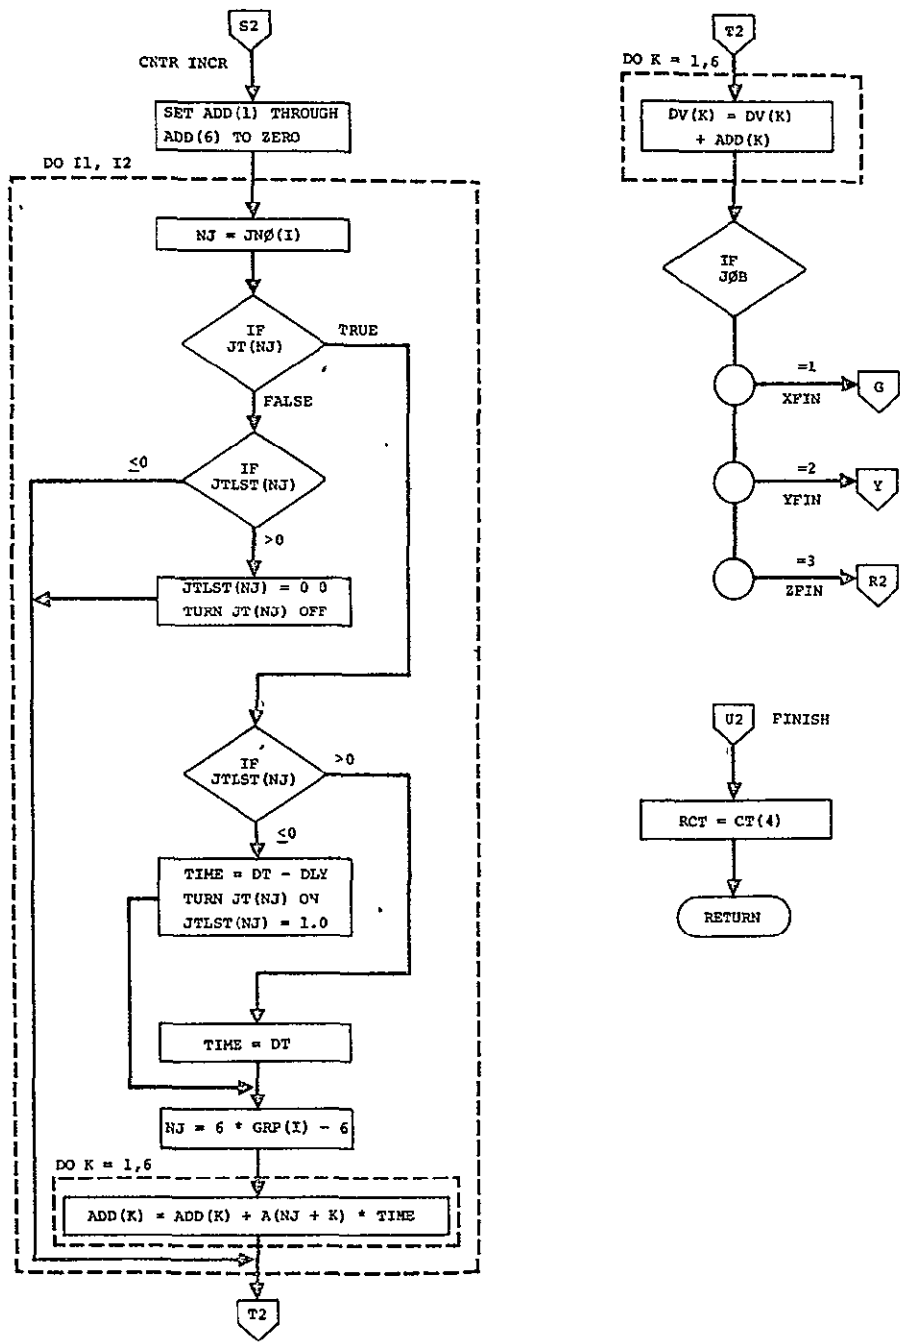 S2
CNTR INCR
SET ADD(1) THROUGH
ADD(6) TO ZERO
DO I1, I2
NJ = JNØ(I)
IF
JT(NJ)
TRUE
FALSE
≤0
IF
JTLST(NJ)
>0
JTLST(NJ) = 0 0
TURN JT(NJ) OFF
IF
JTLST(NJ)
>0
≤0
TIME = DT - DLY
TURN JT(NJ) ON
JTLST(NJ) = 1.0
TIME = DT
NJ = 6 * GRP(I) - 6
DO K = 1,6
ADD(K) = ADD(K) + A(NJ + K) * TIME
T2
T2
DO K = 1,6
DV(K) = DV(K)
+ ADD(K)
IF
JØB
=1
XFIN
G
=2
YFIN
Y
=3
ZFIN
R2
U2
FINISH
RCT = CT(4)
RETURN